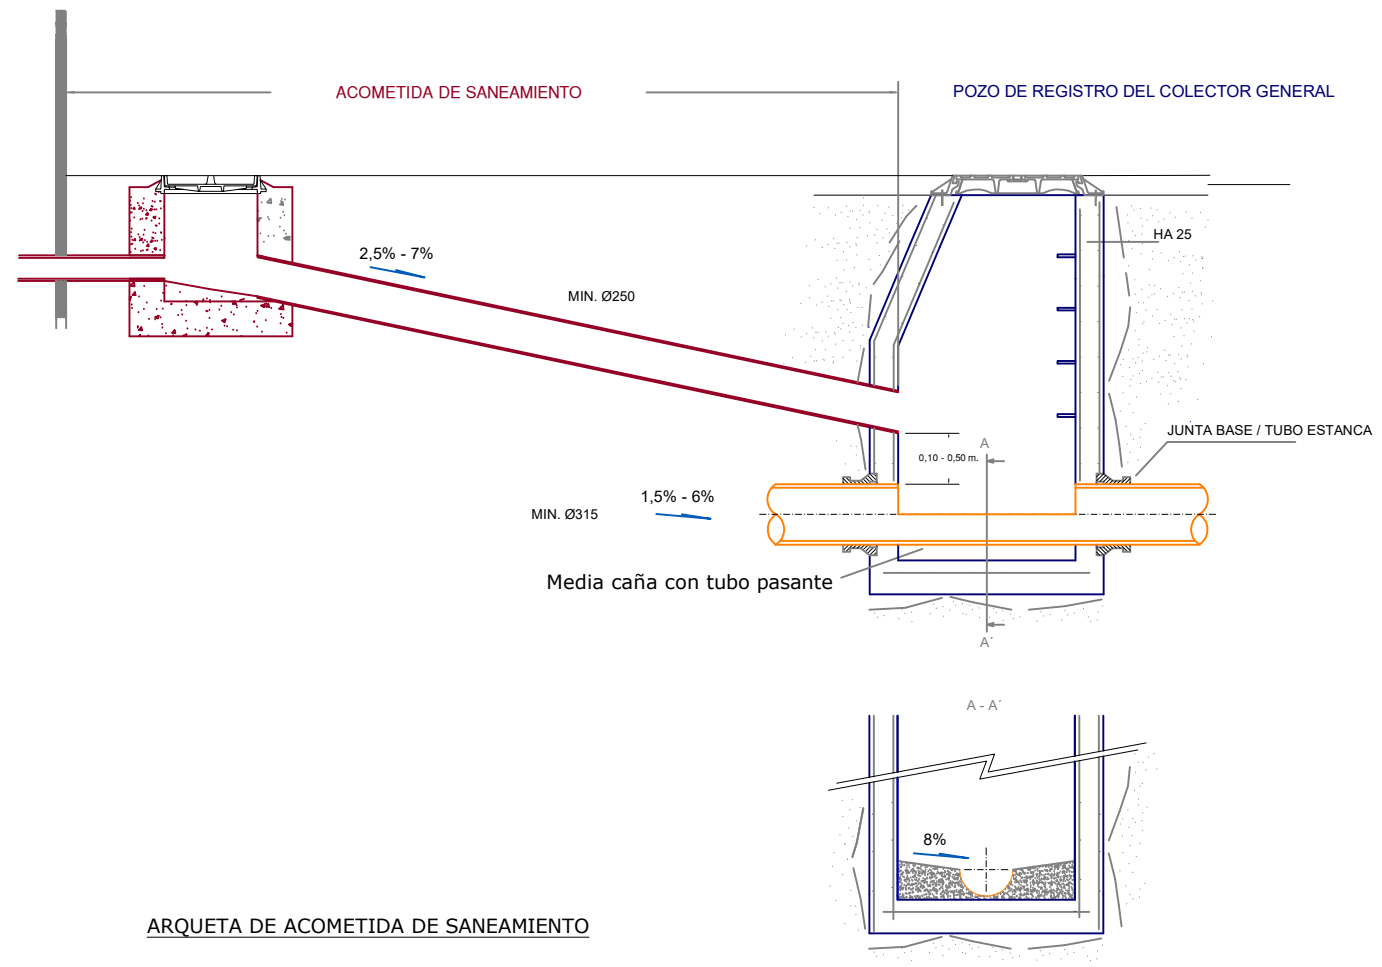 ACOMETIDA DE SANEAMIENTO
POZO DE REGISTRO DEL COLECTOR GENERAL
HA 25
2,5% - 7%
MIN. Ø250
JUNTA BASE / TUBO ESTANCA
A
0,10 - 0,50 m.
1,5% - 6%
MIN. Ø315
Media caña con tubo pasante
A´
A - A´
8%
ARQUETA DE ACOMETIDA DE SANEAMIENTO